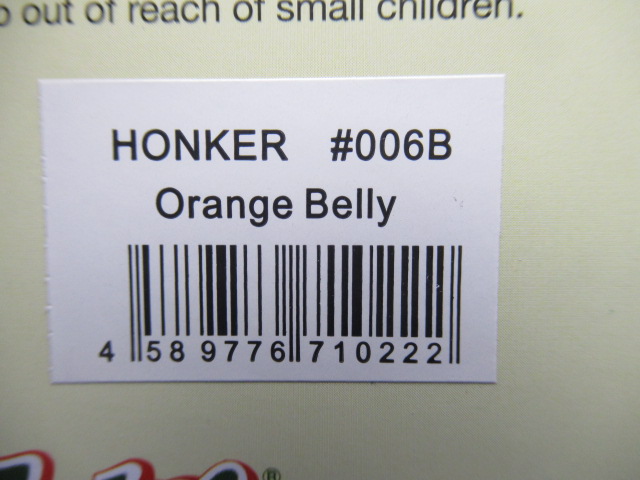 out of reach of small children.
HONKER #006B
Orange Belly
4 589776 710222
®